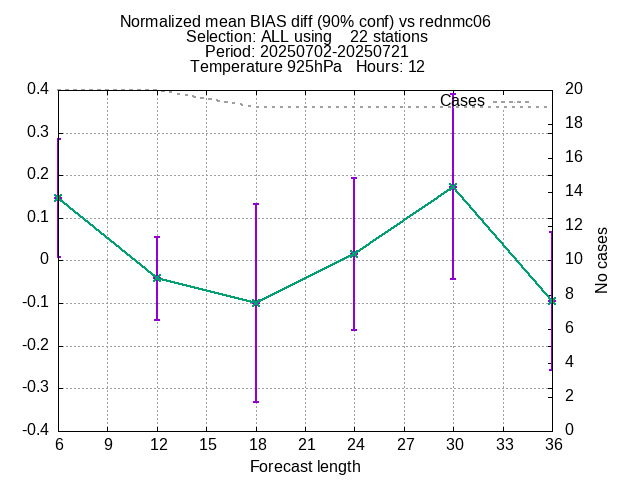 Normalized mean BIAS diff (90% conf) vs rednmc06
Selection: ALL using    22 stations
Period: 20250702-20250721
Temperature 925hPa   Hours: 12
Cases
0.4
0.3
0.2
0.1
0
-0.1
-0.2
-0.3
-0.4
20
18
16
14
12
10
8
6
4
2
0
No cases
6 9 12 15 18 21 24 27 30 33 36
Forecast length